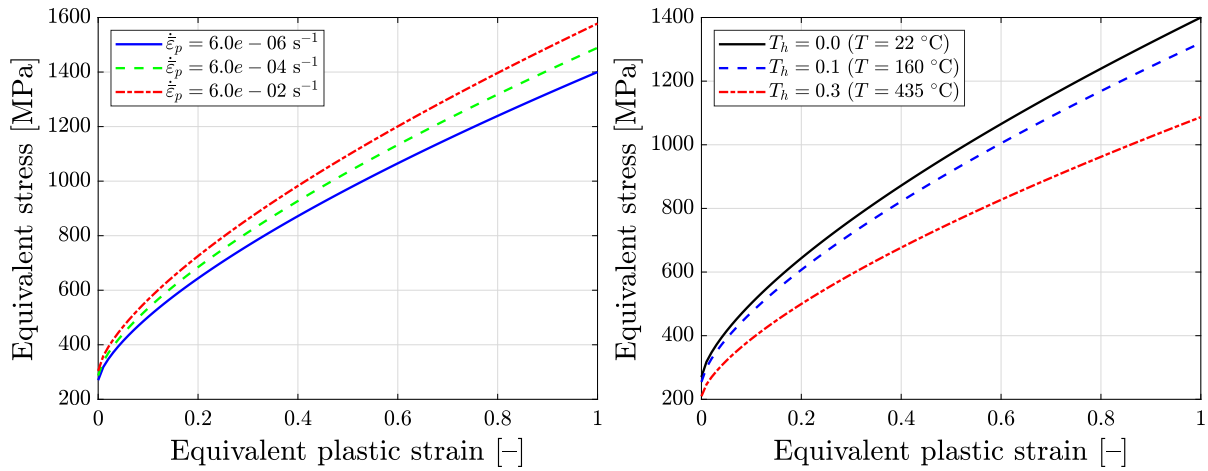 1600
1400
1200
1000
800
600
400
200
0
0.2
0.4
0.6
0.8
1
Equivalent stress [MPa]
Equivalent plastic strain [–]
$\dot{\bar{\varepsilon}}_p = 6.0e-06$ s$^{-1}$
$\dot{\bar{\varepsilon}}_p = 6.0e-04$ s$^{-1}$
$\dot{\bar{\varepsilon}}_p = 6.0e-02$ s$^{-1}$
1400
1200
1000
800
600
400
200
0
0.2
0.4
0.6
0.8
1
Equivalent stress [MPa]
Equivalent plastic strain [–]
$T_h = 0.0$ ($T = 22$ °C)
$T_h = 0.1$ ($T = 160$ °C)
$T_h = 0.3$ ($T = 435$ °C)